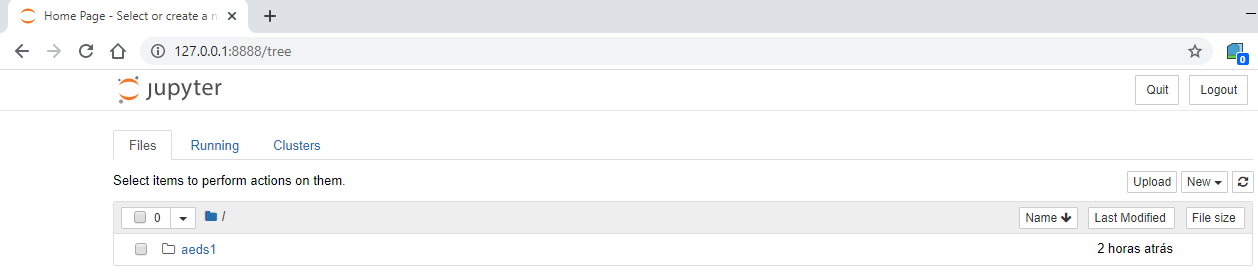 Home Page - Select or create a n
127.0.0.1:8888/tree
0
jupyter
Quit Logout
Files Running Clusters
Select items to perform actions on them.
Upload New
0 / Name Last Modified File size
aeds1 2 horas atrás